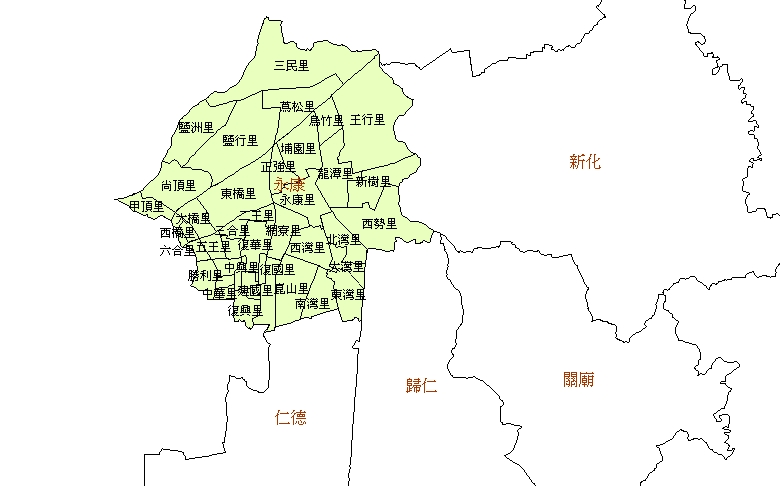 三民里
蔦松里
烏竹里
王行里
鹽洲里
鹽行里
埔園里
正強里
龍潭里
新樹里
新化
尚頂里
東橋里
永康
永康里
甲頂里
大橋里
二王里
西勢里
西橋里
網寮里
北灣里
六合里
五王里
復華里
西灣里
大灣里
勝利里
中興里
復國里
中華里
建國里
崑山里
南灣里
東灣里
復興里
歸仁
關廟
仁德